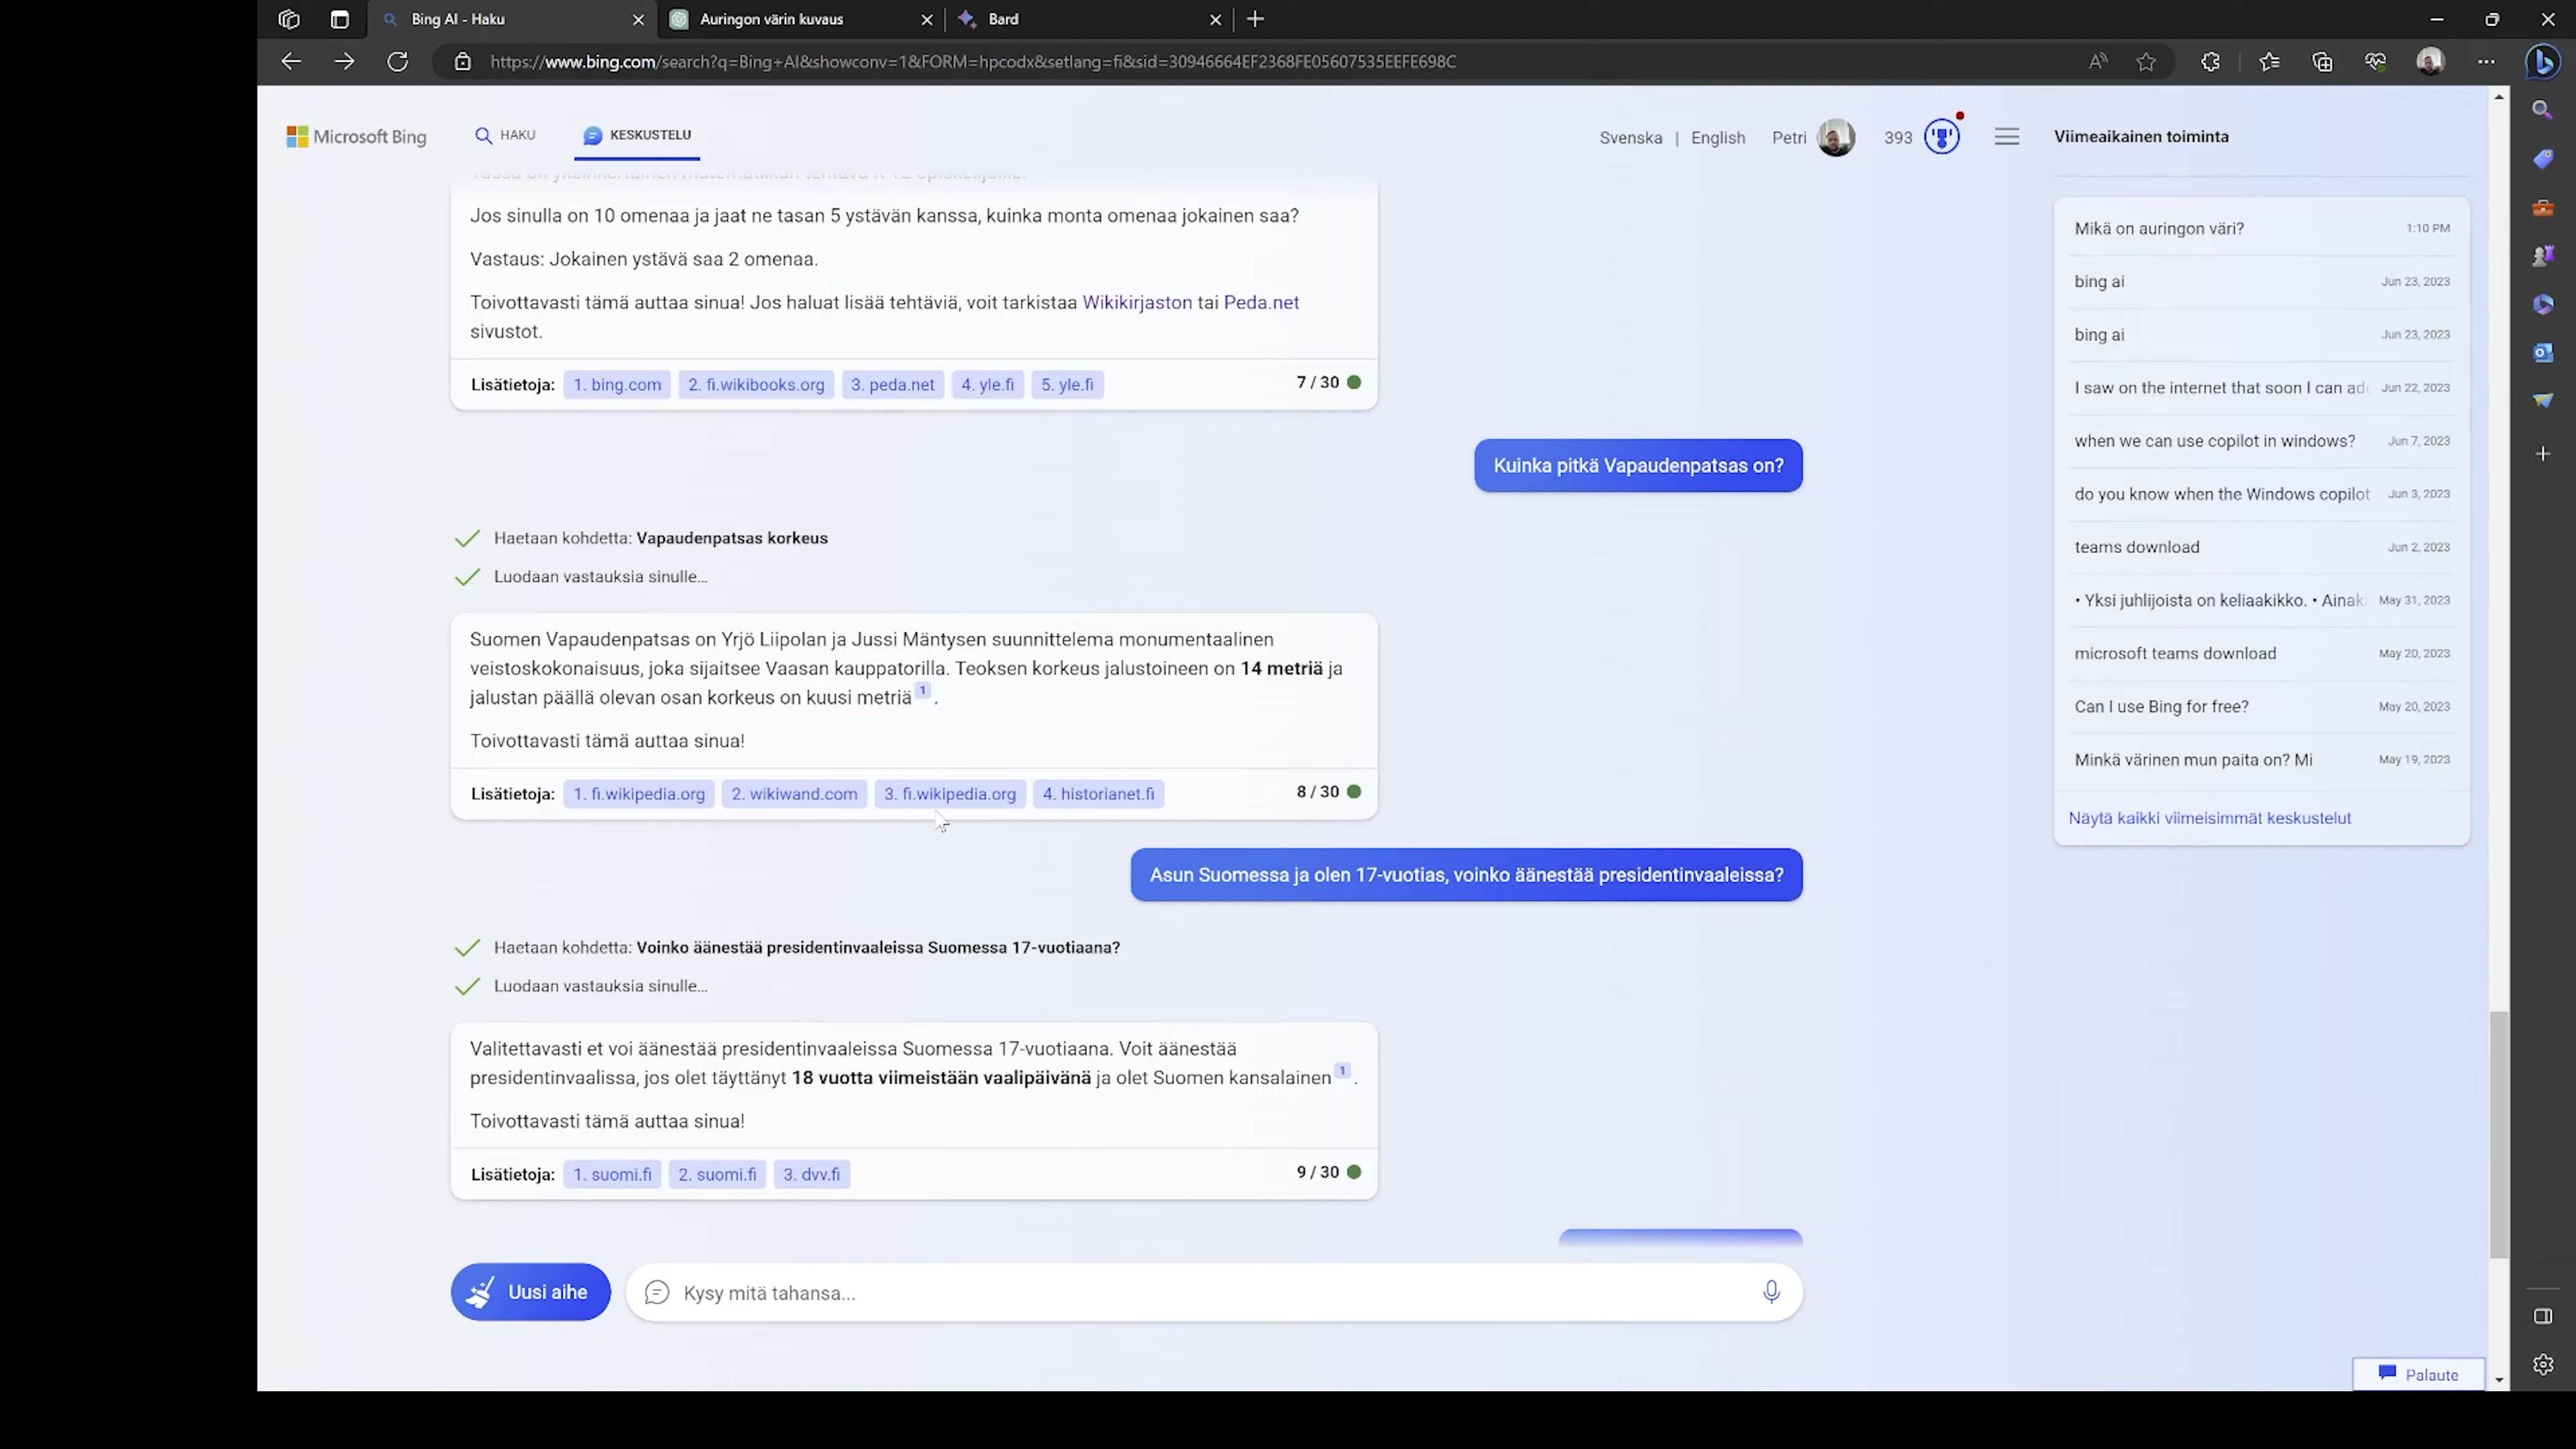 Bing AI - Haku
Auringon värin kuvaus
Bard
https://www.bing.com/search?q=Bing+AI&showconv=1&FORM=hpcodx&setlang=fi&sid=30946664EF2368FE05607535EEFE698C
Microsoft Bing
HAKU
KESKUSTELU
Svenska | English
Petri
393
Tässä on yksinkertainen matematiikan tehtävä K-12 opiskelijoille:
Jos sinulla on 10 omenaa ja jaat ne tasan 5 ystävän kanssa, kuinka monta omenaa jokainen saa?
Vastaus: Jokainen ystävä saa 2 omenaa.
Toivottavasti tämä auttaa sinua! Jos haluat lisää tehtäviä, voit tarkistaa Wikikirjaston tai Peda.net
sivustot.
Lisätietoja: 1. bing.com 2. fi.wikibooks.org 3. peda.net 4. yle.fi 5. yle.fi 7 / 30
Kuinka pitkä Vapaudenpatsas on?
Haetaan kohdetta: Vapaudenpatsas korkeus
Luodaan vastauksia sinulle...
Suomen Vapaudenpatsas on Yrjö Liipolan ja Jussi Mäntysen suunnittelema monumentaalinen
veistoskokonaisuus, joka sijaitsee Vaasan kauppatorilla. Teoksen korkeus jalustoineen on 14 metriä ja
jalustan päällä olevan osan korkeus on kuusi metriä 1 .
Toivottavasti tämä auttaa sinua!
Lisätietoja: 1. fi.wikipedia.org 2. wikiwand.com 3. fi.wikipedia.org 4. historianet.fi 8 / 30
Asun Suomessa ja olen 17-vuotias, voinko äänestää presidentinvaaleissa?
Haetaan kohdetta: Voinko äänestää presidentinvaaleissa Suomessa 17-vuotiaana?
Luodaan vastauksia sinulle...
Valitettavasti et voi äänestää presidentinvaaleissa Suomessa 17-vuotiaana. Voit äänestää
presidentinvaalissa, jos olet täyttänyt 18 vuotta viimeistään vaalipäivänä ja olet Suomen kansalainen 1 .
Toivottavasti tämä auttaa sinua!
Lisätietoja: 1. suomi.fi 2. suomi.fi 3. dvv.fi 9 / 30
Uusi aihe
Kysy mitä tahansa...
Viimeaikainen toiminta
Mikä on auringon väri? 1:10 PM
bing ai Jun 23, 2023
bing ai Jun 23, 2023
I saw on the internet that soon I can ad Jun 22, 2023
when we can use copilot in windows? Jun 7, 2023
do you know when the Windows copilot Jun 3, 2023
teams download Jun 2, 2023
• Yksi juhlijoista on keliaakikko. • Aina May 31, 2023
microsoft teams download May 20, 2023
Can I use Bing for free? May 20, 2023
Minkä värinen mun paita on? Mi May 19, 2023
Näytä kaikki viimeisimmät keskustelut
Palaute